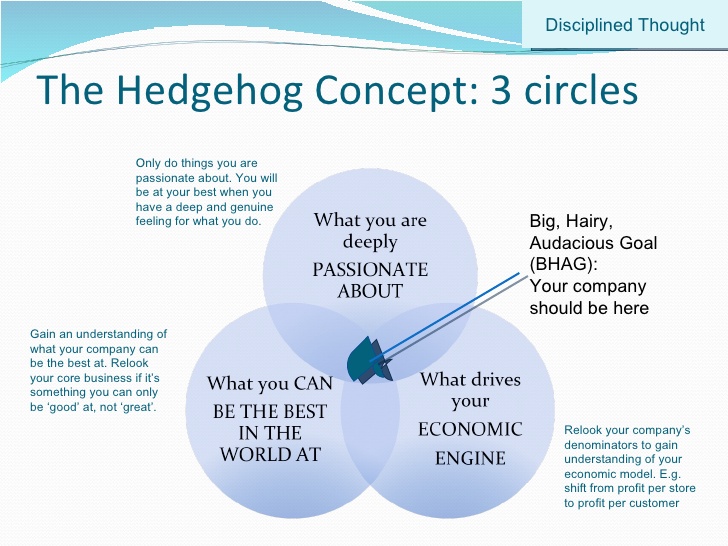 Disciplined Thought
The Hedgehog Concept: 3 circles
Only do things you are
passionate about. You will
be at your best when you
have a deep and genuine
feeling for what you do.
What you are
deeply
PASSIONATE
ABOUT
Big, Hairy,
Audacious Goal
(BHAG):
Your company
should be here
Gain an understanding of
what your company can
be the best at. Relook
your core business if it's
something you can only
be ‘good’ at, not ‘great’.
What you CAN
BE THE BEST
IN THE
WORLD AT
What drives
your
ECONOMIC
ENGINE
Relook your company’s
denominators to gain
understanding of your
economic model. E.g.
shift from profit per store
to profit per customer